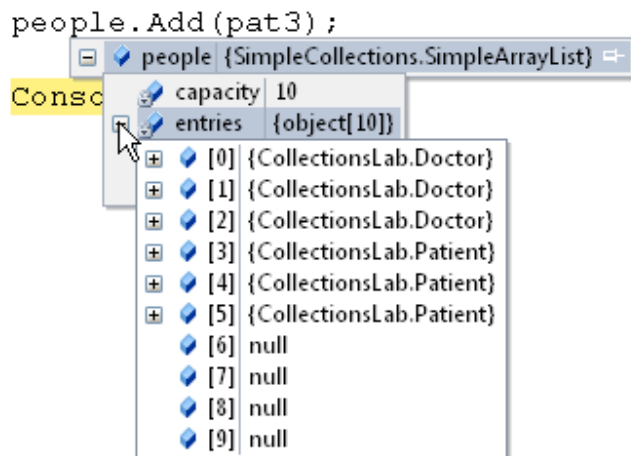 people.Add(pat3);
people {SimpleCollections.SimpleArrayList}
Consc
capacity 10
entries {object[10]}
[0] {CollectionsLab.Doctor}
[1] {CollectionsLab.Doctor}
[2] {CollectionsLab.Doctor}
[3] {CollectionsLab.Patient}
[4] {CollectionsLab.Patient}
[5] {CollectionsLab.Patient}
[6] null
[7] null
[8] null
[9] null